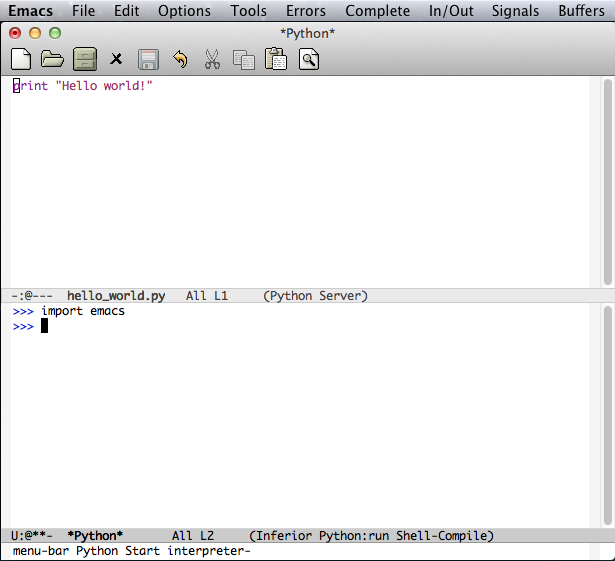 Emacs File Edit Options Tools Errors Complete In/Out Signals Buffers
*Python*
print "Hello world!"
-:@--- hello_world.py All L1 (Python Server)
>>> import emacs
>>>
U:@**- *Python* All L2 (Inferior Python:run Shell-Compile)
menu-bar Python Start interpreter-